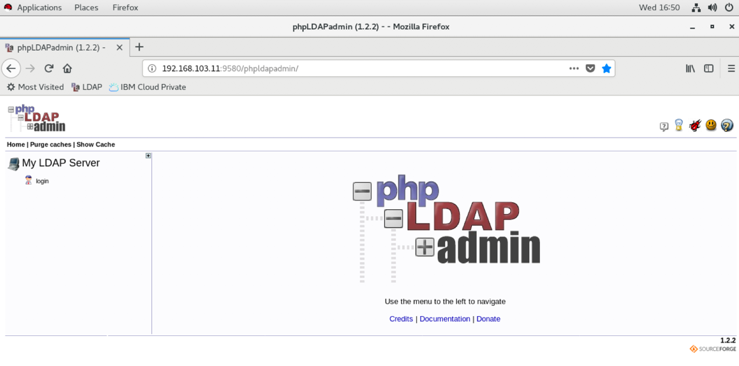 Applications Places Firefox Wed 16:50
phpLDAPadmin (1.2.2) - - Mozilla Firefox
phpLDAPadmin (1.2.2) -
192.168.103.11:9580/phpldapadmin/
Most Visited LDAP IBM Cloud Private
php
LDAP
admin
Home | Purge caches | Show Cache
My LDAP Server
login
php
LDAP
admin
Use the menu to the left to navigate
Credits | Documentation | Donate
1.2.2
SOURCEFORGE